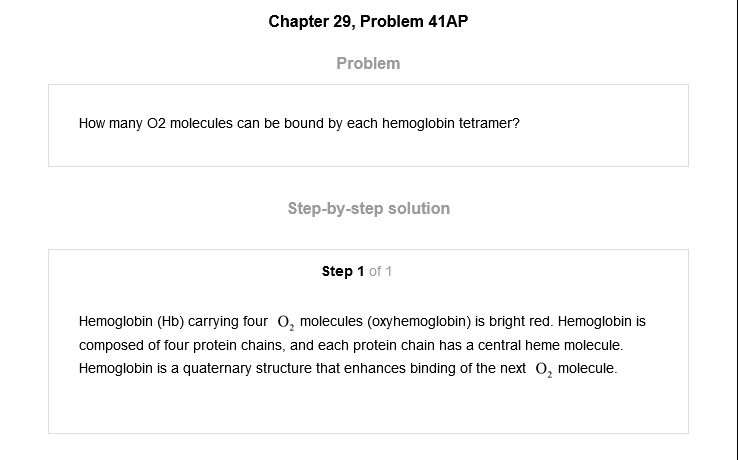 Chapter 29, Problem 41AP
Problem
How many O2 molecules can be bound by each hemoglobin tetramer?
Step-by-step solution
Step 1 of 1
Hemoglobin (Hb) carrying four O₂ molecules (oxyhemoglobin) is bright red. Hemoglobin is
composed of four protein chains, and each protein chain has a central heme molecule.
Hemoglobin is a quaternary structure that enhances binding of the next O₂ molecule.